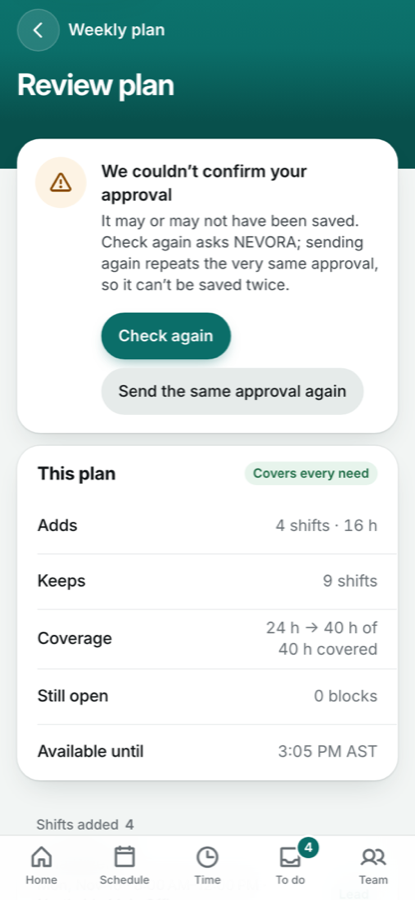 Weekly plan
Review plan
We couldn’t confirm your
approval
It may or may not have been saved.
Check again asks NEVORA; sending
again repeats the very same approval,
so it can’t be saved twice.
Check again
Send the same approval again
This plan
Covers every need
Adds
4 shifts · 16 h
Keeps
9 shifts
Coverage
24 h → 40 h of
40 h covered
Still open
0 blocks
Available until
3:05 PM AST
Shifts added 4
4
Home
Schedule
Time
To do
Team